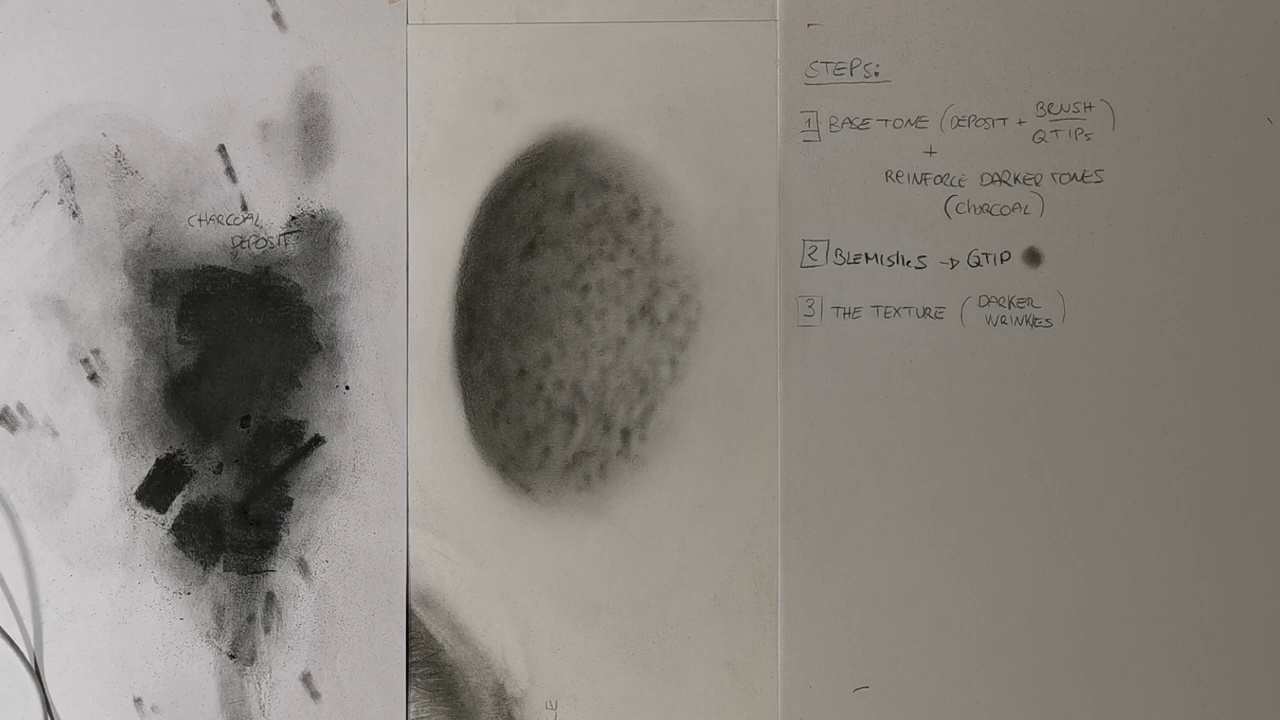 CHARCOAL
DEPOSIT
STEPS:
1 BASE TONE (DEPOSIT + BRUSH
QTIPS)
+
REINFORCE DARKER TONES
(CHARCOAL)
2 BLEMISHES → QTIP
3 THE TEXTURE (DARKER
WRINKLES)